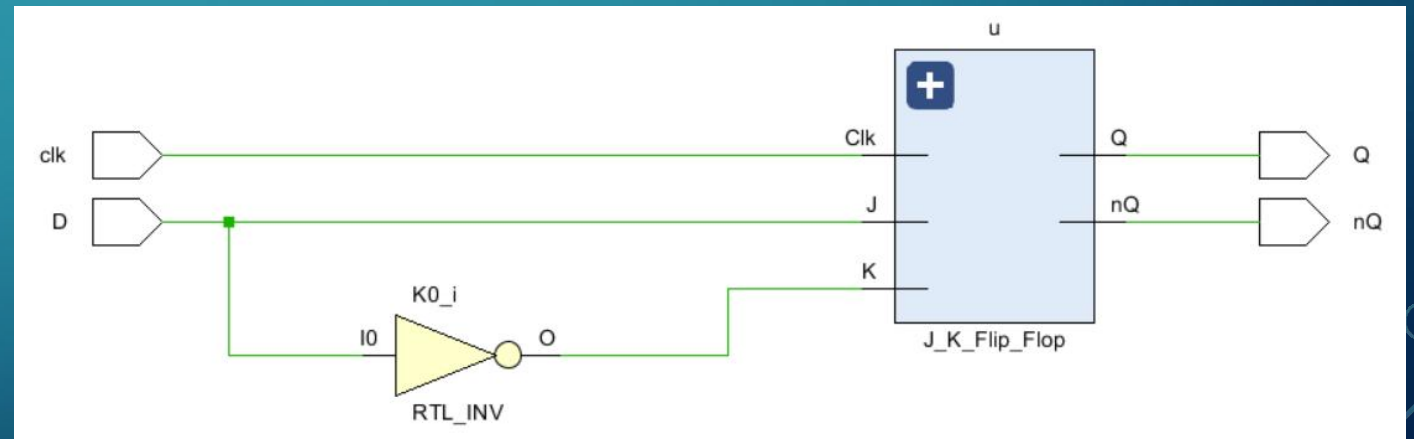 u
clk
Clk
Q
Q
D
J
nQ
nQ
K
K0_i
I0
O
J_K_Flip_Flop
RTL_INV